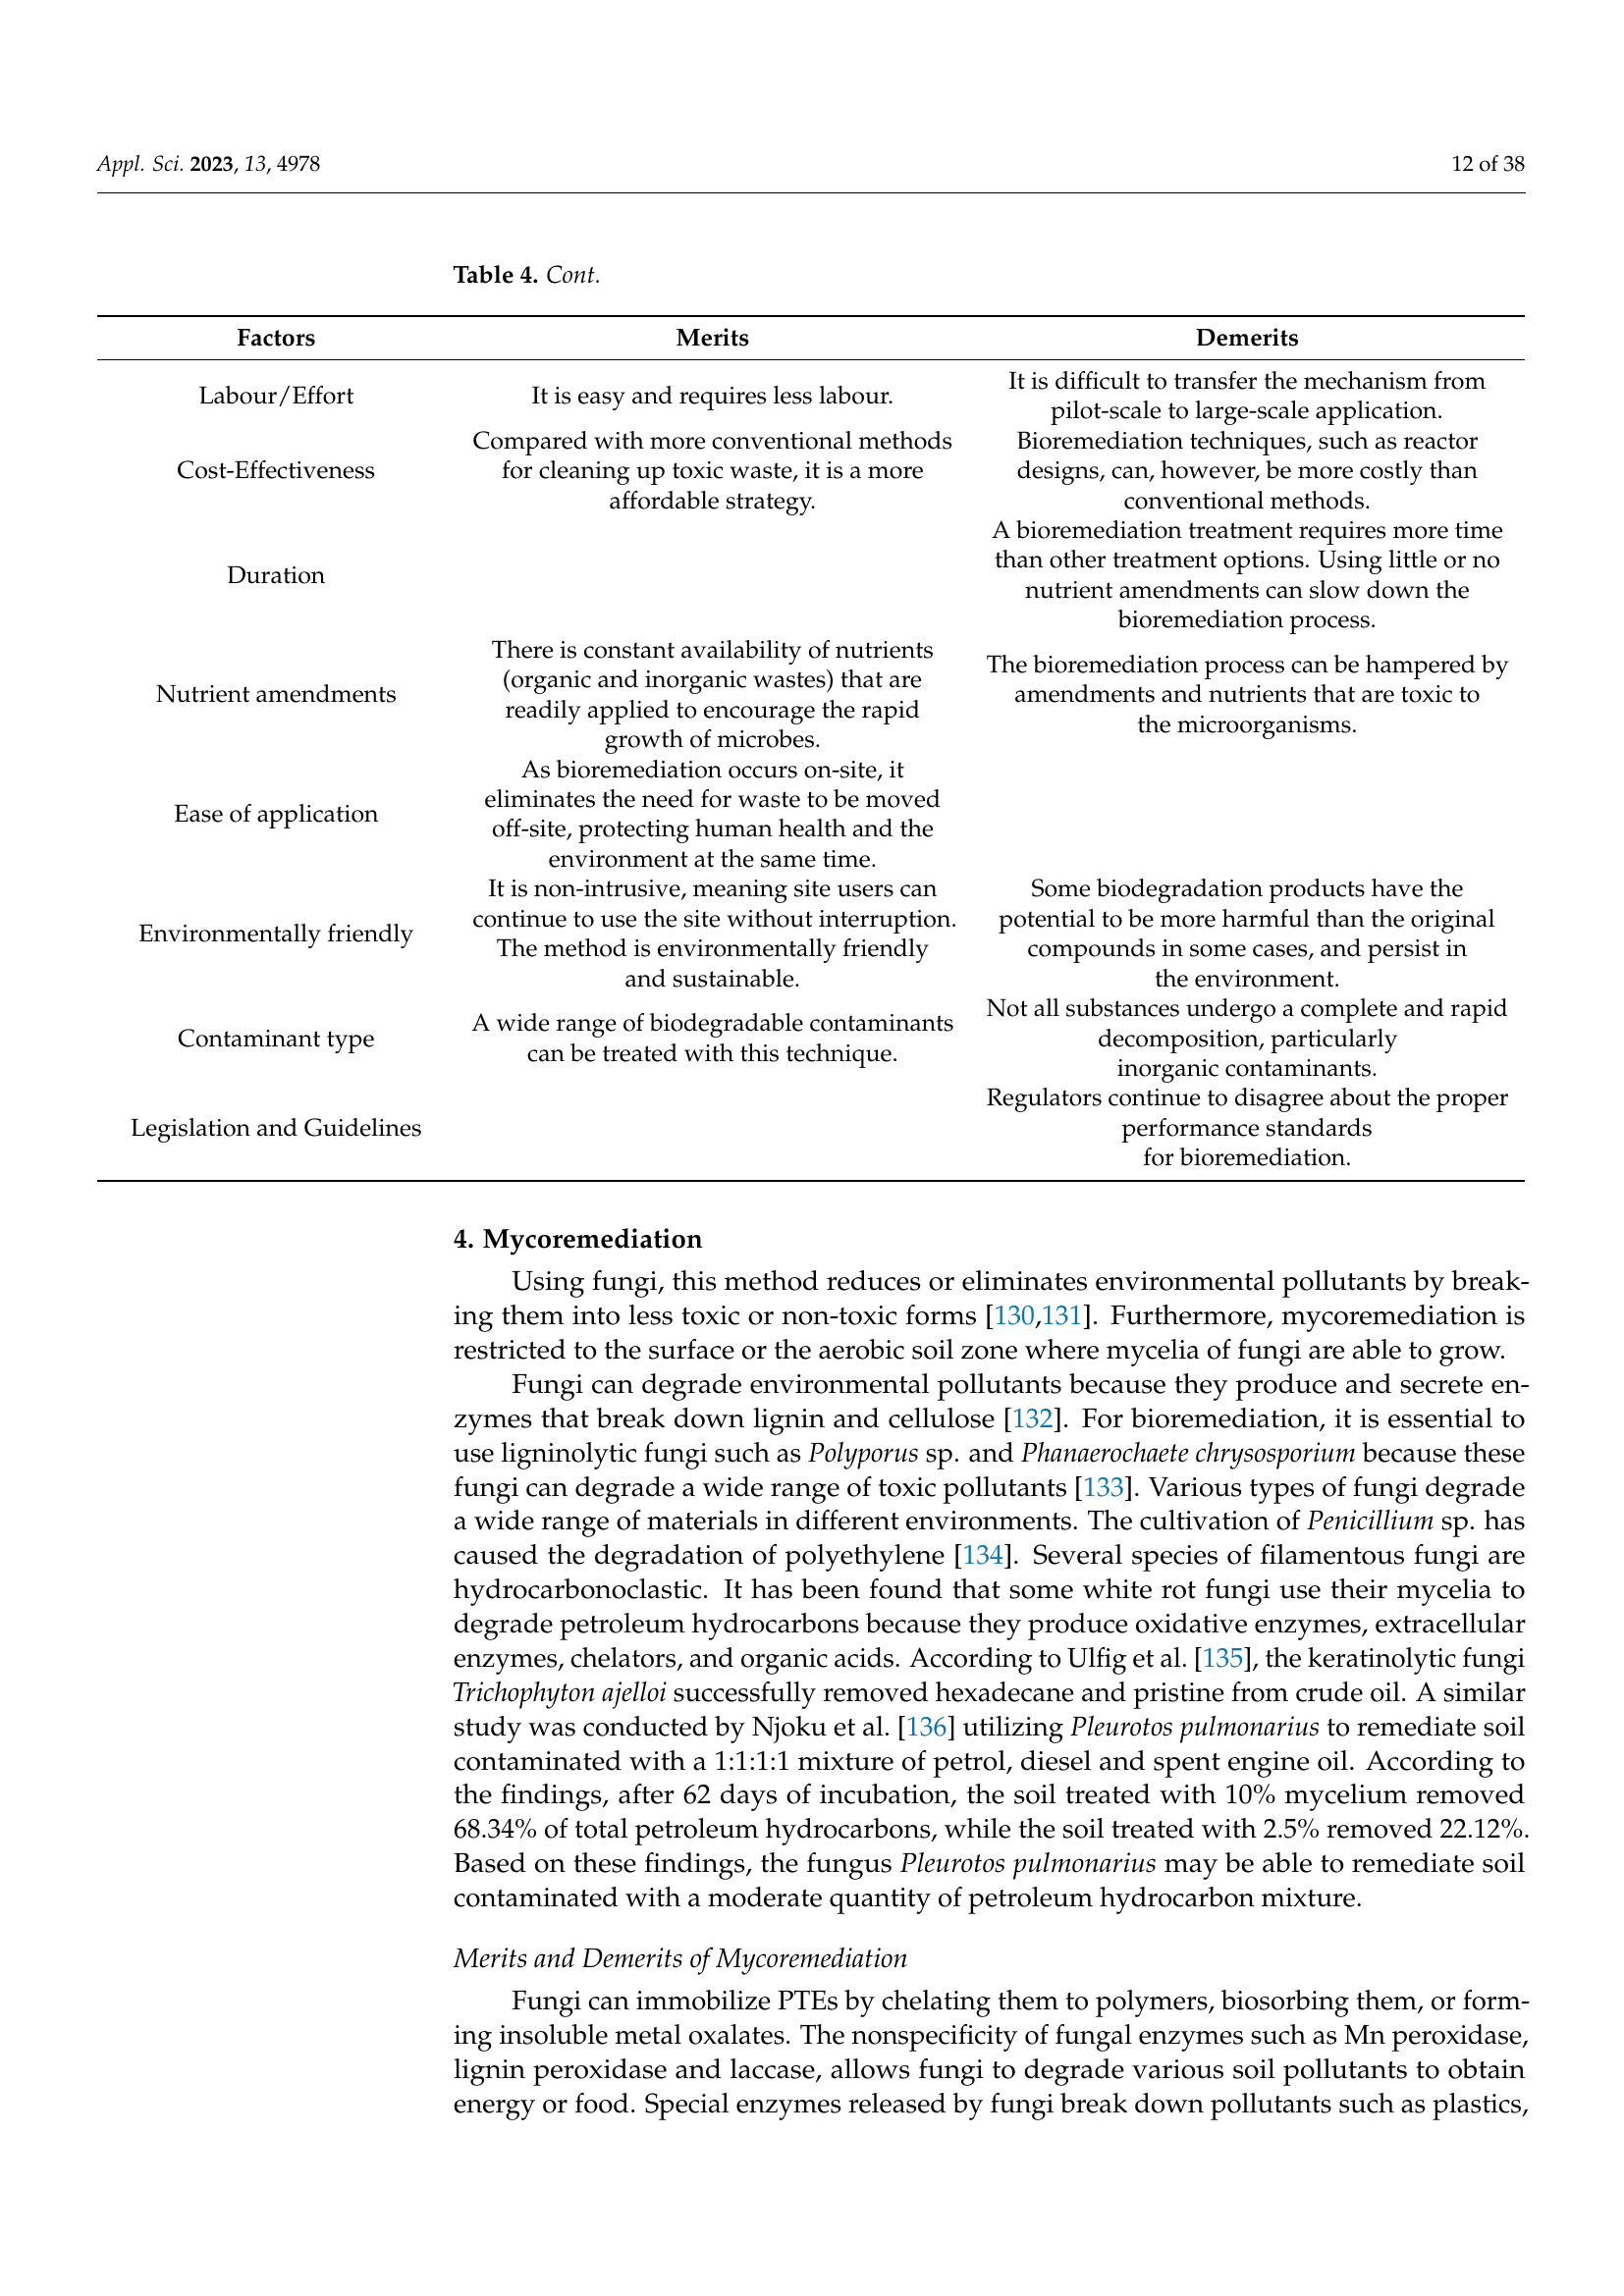 Appl. Sci. 2023, 13, 4978
12 of 38
Table 4. Cont.
Factors
Merits
Demerits
Labour/Effort
It is easy and requires less labour.
It is difficult to transfer the mechanism from
pilot-scale to large-scale application.
Cost-Effectiveness
Compared with more conventional methods
for cleaning up toxic waste, it is a more
affordable strategy.
Bioremediation techniques, such as reactor
designs, can, however, be more costly than
conventional methods.
Duration
A bioremediation treatment requires more time
than other treatment options. Using little or no
nutrient amendments can slow down the
bioremediation process.
Nutrient amendments
There is constant availability of nutrients
(organic and inorganic wastes) that are
readily applied to encourage the rapid
growth of microbes.
The bioremediation process can be hampered by
amendments and nutrients that are toxic to
the microorganisms.
Ease of application
As bioremediation occurs on-site, it
eliminates the need for waste to be moved
off-site, protecting human health and the
environment at the same time.
Environmentally friendly
It is non-intrusive, meaning site users can
continue to use the site without interruption.
The method is environmentally friendly
and sustainable.
Some biodegradation products have the
potential to be more harmful than the original
compounds in some cases, and persist in
the environment.
Contaminant type
A wide range of biodegradable contaminants
can be treated with this technique.
Not all substances undergo a complete and rapid
decomposition, particularly
inorganic contaminants.
Legislation and Guidelines
Regulators continue to disagree about the proper
performance standards
for bioremediation.
4. Mycoremediation
Using fungi, this method reduces or eliminates environmental pollutants by break-
ing them into less toxic or non-toxic forms [130,131]. Furthermore, mycoremediation is
restricted to the surface or the aerobic soil zone where mycelia of fungi are able to grow.
Fungi can degrade environmental pollutants because they produce and secrete en-
zymes that break down lignin and cellulose [132]. For bioremediation, it is essential to
use ligninolytic fungi such as Polyporus sp. and Phanaerochaete chrysosporium because these
fungi can degrade a wide range of toxic pollutants [133]. Various types of fungi degrade
a wide range of materials in different environments. The cultivation of Penicillium sp. has
caused the degradation of polyethylene [134]. Several species of filamentous fungi are
hydrocarbonoclastic. It has been found that some white rot fungi use their mycelia to
degrade petroleum hydrocarbons because they produce oxidative enzymes, extracellular
enzymes, chelators, and organic acids. According to Ulfig et al. [135], the keratinolytic fungi
Trichophyton ajelloi successfully removed hexadecane and pristine from crude oil. A similar
study was conducted by Njoku et al. [136] utilizing Pleurotos pulmonarius to remediate soil
contaminated with a 1:1:1:1 mixture of petrol, diesel and spent engine oil. According to
the findings, after 62 days of incubation, the soil treated with 10% mycelium removed
68.34% of total petroleum hydrocarbons, while the soil treated with 2.5% removed 22.12%.
Based on these findings, the fungus Pleurotos pulmonarius may be able to remediate soil
contaminated with a moderate quantity of petroleum hydrocarbon mixture.
Merits and Demerits of Mycoremediation
Fungi can immobilize PTEs by chelating them to polymers, biosorbing them, or form-
ing insoluble metal oxalates. The nonspecificity of fungal enzymes such as Mn peroxidase,
lignin peroxidase and laccase, allows fungi to degrade various soil pollutants to obtain
energy or food. Special enzymes released by fungi break down pollutants such as plastics,